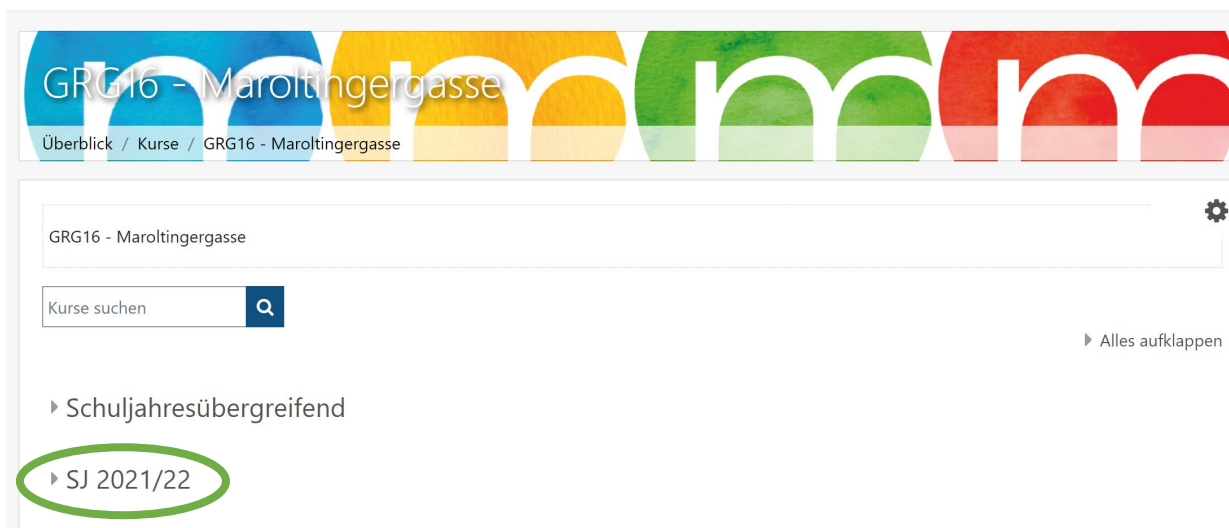 GRG16 - Maroltingergasse
Überblick / Kurse / GRG16 - Maroltingergasse
GRG16 - Maroltingergasse
Kurse suchen
Alles aufklappen
Schuljahresübergreifend
SJ 2021/22